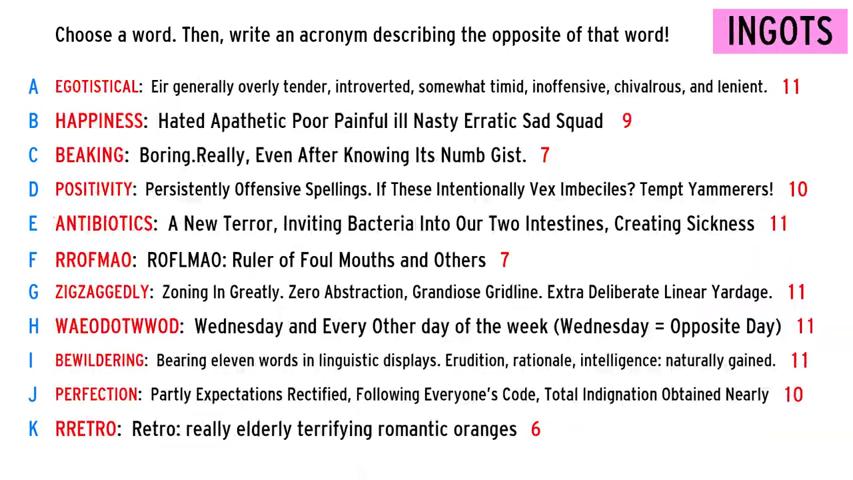 Choose a word. Then, write an acronym describing the opposite of that word!
INGOTS
A EGOTISTICAL: Eir generally overly tender, introverted, somewhat timid, inoffensive, chivalrous, and lenient. 11
B HAPPINESS: Hated Apathetic Poor Painful ill Nasty Erratic Sad Squad 9
C BEAKING: Boring.Really, Even After Knowing Its Numb Gist. 7
D POSITIVITY: Persistently Offensive Spellings. If These Intentionally Vex Imbeciles? Tempt Yammerers! 10
E ANTIBIOTICS: A New Terror, Inviting Bacteria Into Our Two Intestines, Creating Sickness 11
F RROFMAO: ROFLMAO: Ruler of Foul Mouths and Others 7
G ZIGZAGGEDLY: Zoning In Greatly. Zero Abstraction, Grandiose Gridline. Extra Deliberate Linear Yardage. 11
H WAEODOTWWOD: Wednesday and Every Other day of the week (Wednesday = Opposite Day) 11
I BEWILDERING: Bearing eleven words in linguistic displays. Erudition, rationale, intelligence: naturally gained. 11
J PERFECTION: Partly Expectations Rectified, Following Everyone's Code, Total Indignation Obtained Nearly 10
K RRETRO: Retro: really elderly terrifying romantic oranges 6